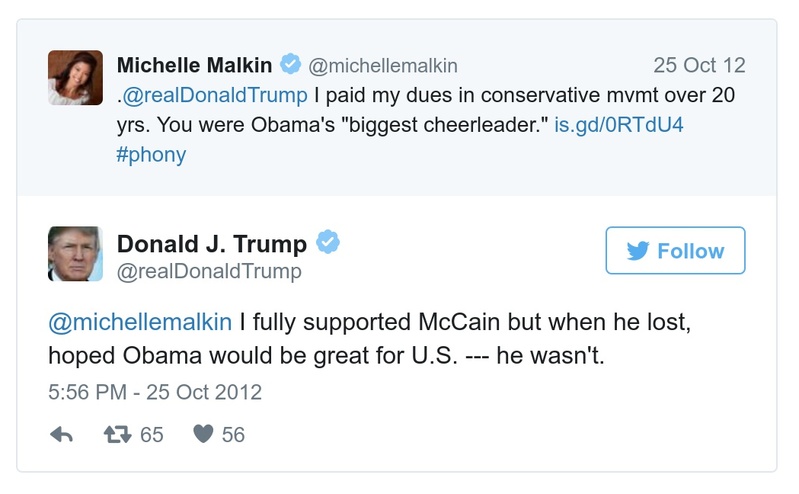 Michelle Malkin @michellemalkin 25 Oct 12
.@realDonaldTrump I paid my dues in conservative mvmt over 20
yrs. You were Obama's "biggest cheerleader." is.gd/0RTdU4
#phony
Donald J. Trump
@realDonaldTrump
Follow
@michellemalkin I fully supported McCain but when he lost,
hoped Obama would be great for U.S. --- he wasn't.
5:56 PM - 25 Oct 2012
65 56